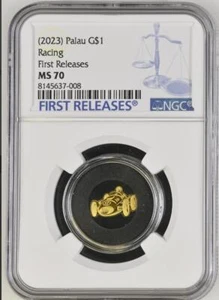 (2023) Palau G$1
Racing
First Releases
MS 70
8145637-008
FIRST RELEASES
NGC